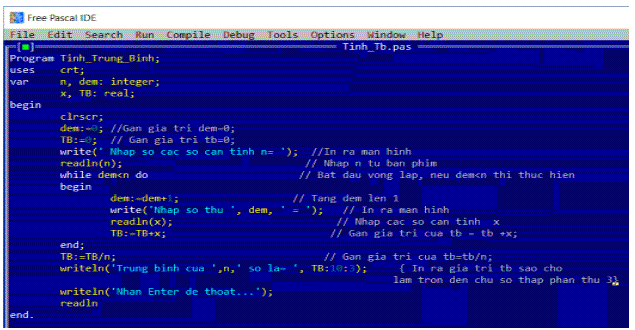 Free Pascal IDE
File Edit Search Run Compile Debug Tools Options Window Help
[■] Tinh_Tb.pas
Program Tinh_Trung_Binh;
uses crt;
var n, dem: integer;
x, TB: real;
begin
clrscr;
dem:=0; //Gan gia tri dem=0;
TB:=0; // Gan gia tri tb=0;
write(' Nhap so cac so can tinh n= '); //In ra man hinh
readln(n); // Nhap n tu ban phim
while dem<n do // Bat dau vong lap, neu dem<n thi thuc hien
begin
dem:=dem+1; // Tang dem len 1
write('Nhap so thu ', dem, ' = '); // In ra man hinh
readln(x); // Nhap cac so can tinh x
TB:=TB+x; // Gan gia tri cua tb = tb +x;
end;
TB:=TB/n; // Gan gia tri cua tb=tb/n;
writeln('Trung binh cua ',n,' so la= ', TB:10:3); { In ra gia tri tb sao cho
lam tron den chu so thap phan thu 3}
writeln('Nhan Enter de thoat...');
readln
end.